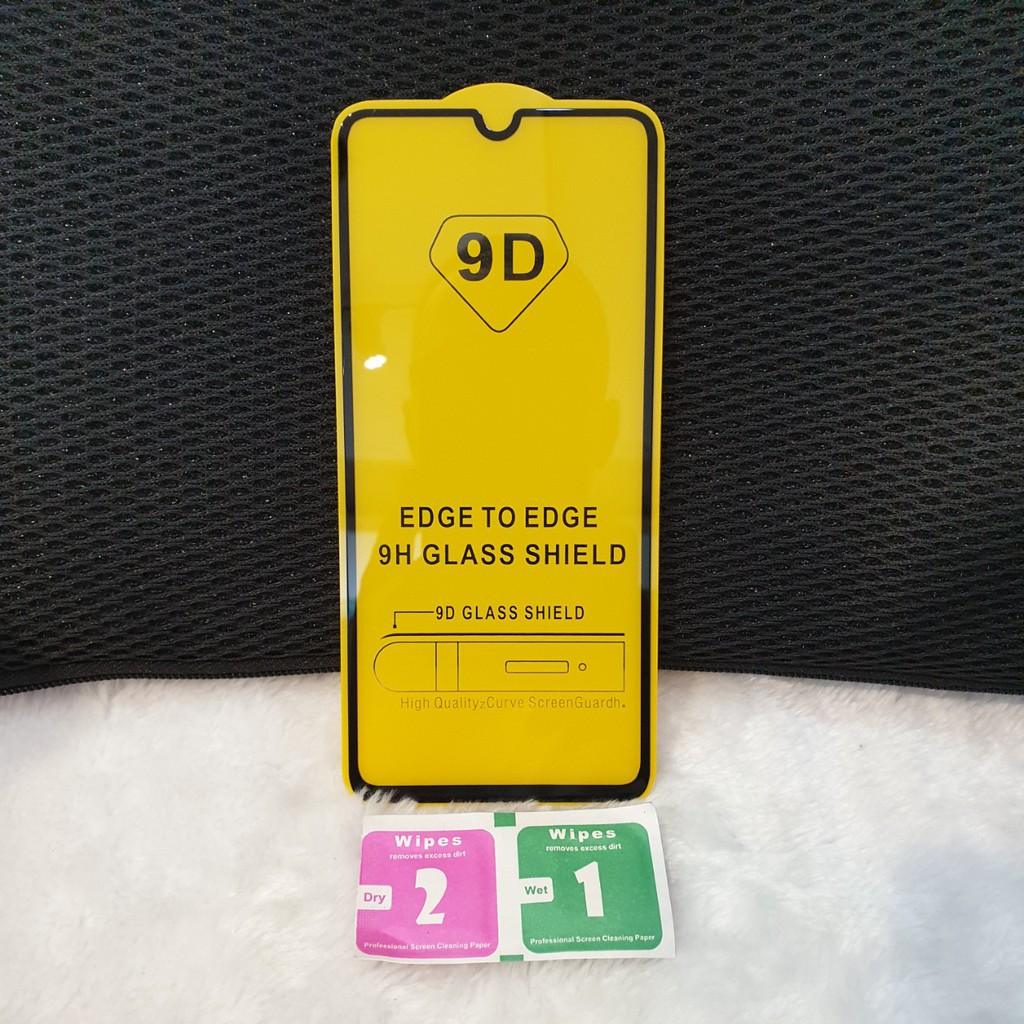 9D
EDGE TO EDGE
9H GLASS SHIELD
9D GLASS SHIELD
High Quality2Curve ScreenGuardh.
Wipes
removes excess dirt
Dry
2
Professional Screen Cleaning Paper
Wipes
removes excess dirt
Wet
1
Professional Screen Cleaning Paper